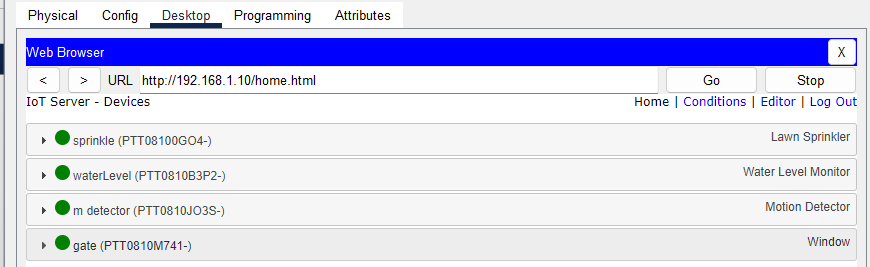 Physical Config Desktop Programming Attributes
Web Browser X
< > URL http://192.168.1.10/home.html Go Stop
IoT Server - Devices Home | Conditions | Editor | Log Out
sprinkle (PTT08100GO4-) Lawn Sprinkler
waterLevel (PTT0810B3P2-) Water Level Monitor
m detector (PTT0810JO3S-) Motion Detector
gate (PTT0810M741-) Window